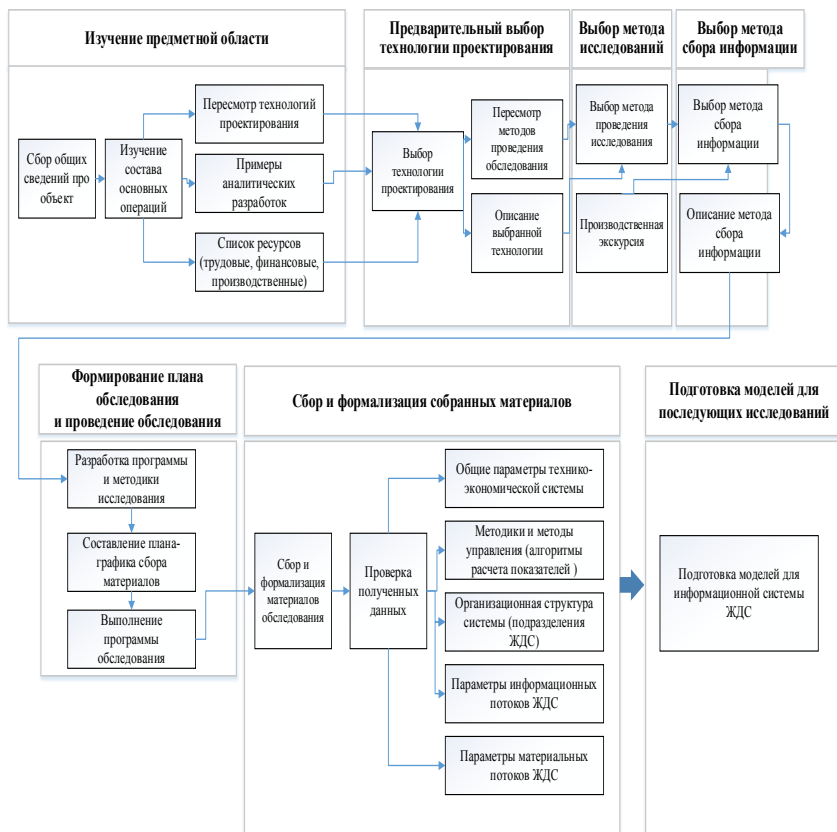 Изучение предметной области
Предварительный выбор
технологии проектирования
Выбор метода
исследований
Выбор метода
сбора информации
Сбор общих
сведений про
объект
Изучение
состава
основных
операций
Пересмотр технологий
проектирования
Примеры
аналитических
разработок
Список ресурсов
(трудовые, финансовые,
производственные)
Выбор
технологии
проектирования
Пересмотр
методов
проведения
обследования
Описание
выбранной
технологии
Выбор метода
проведения
исследования
Производственная
экскурсия
Выбор метода
сбора
информации
Описание метода
сбора
информации
Формирование плана
обследования
и проведение обследования
Сбор и формализация собранных материалов
Подготовка моделей для
последующих исследований
Разработка программы
и методики
исследования
Составление плана-
графика сбора
материалов
Выполнение
программы
обследования
Сбор и
формализация
материалов
обследования
Проверка
полученных
данных
Общие параметры технико-
экономической системы
Методики и методы
управления (алгоритмы
расчета показателей )
Организационная структура
системы (подразделения
ЖДС)
Параметры информационных
потоков ЖДС
Параметры материальных
потоков ЖДС
Подготовка моделей для
информационной системы
ЖДС